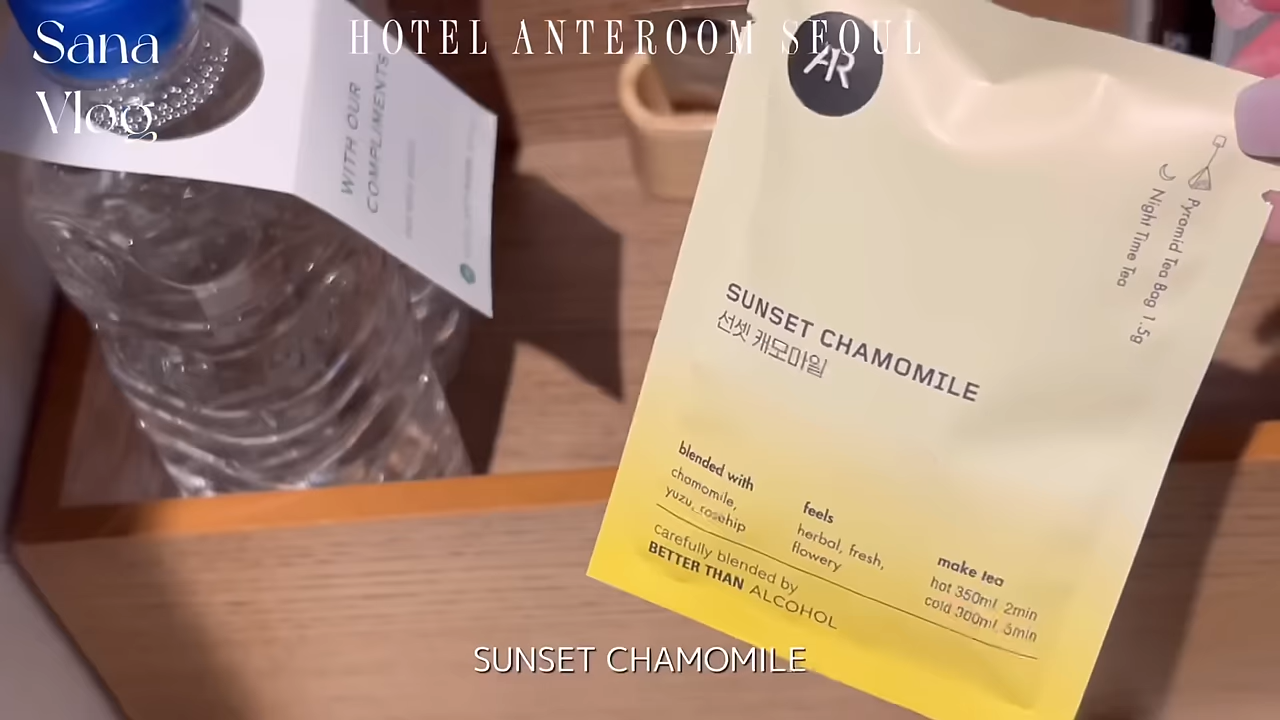 Sana
Vlog
HOTEL ANTEROOM SEOUL
WITH OUR
COMPLIMENTS
AR
Pyramid Tea Bag 1.5g
Night Time Tea
SUNSET CHAMOMILE
선셋 캐모마일
blended with
chamomile,
yuzu, rosehip
feels
herbal, fresh,
flowery
make tea
hot 350ml, 2min
cold 300ml, 5min
Carefully blended by
BETTER THAN ALCOHOL
SUNSET CHAMOMILE